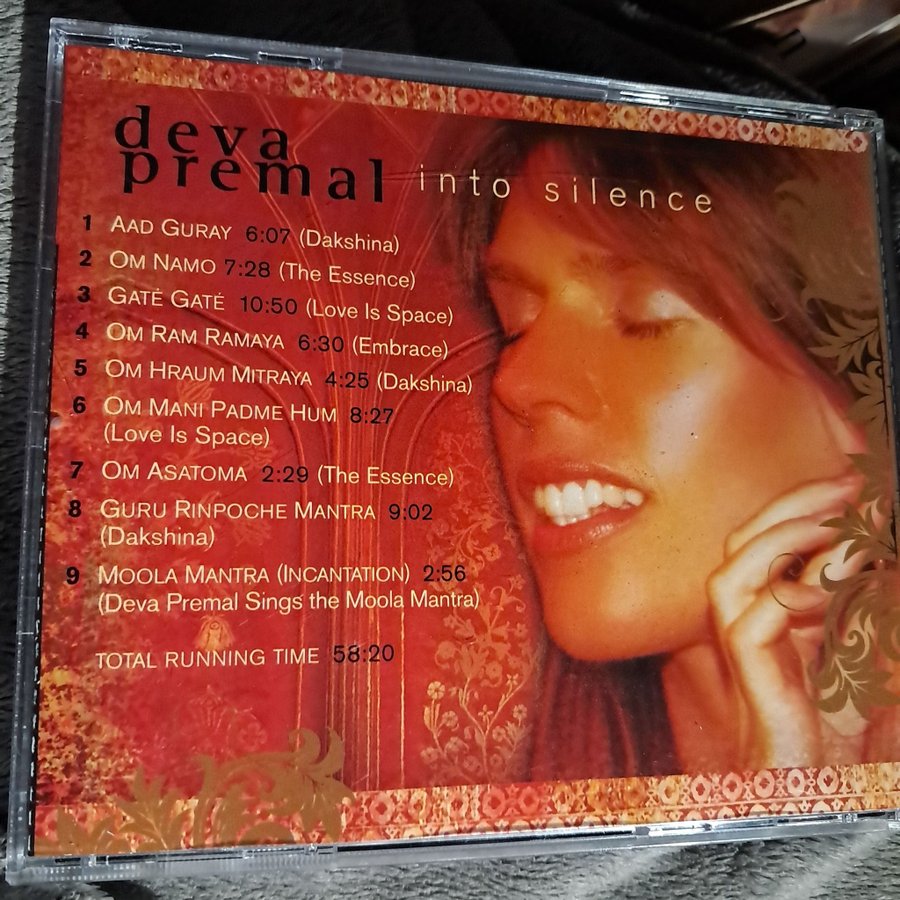 deva
premal into silence
1 AAD GURAY 6:07 (Dakshina)
2 OM NAMO 7:28 (The Essence)
3 GATÉ GATÉ 10:50 (Love Is Space)
4 OM RAM RAMAYA 6:30 (Embrace)
5 OM HRAUM MITRAYA 4:25 (Dakshina)
6 OM MANI PADME HUM 8:27
(Love Is Space)
7 OM ASATOMA 2:29 (The Essence)
8 GURU RINPOCHE MANTRA 9:02
(Dakshina)
9 MOOLA MANTRA (INCANTATION) 2:56
(Deva Premal Sings the Moola Mantra)
TOTAL RUNNING TIME 58:20